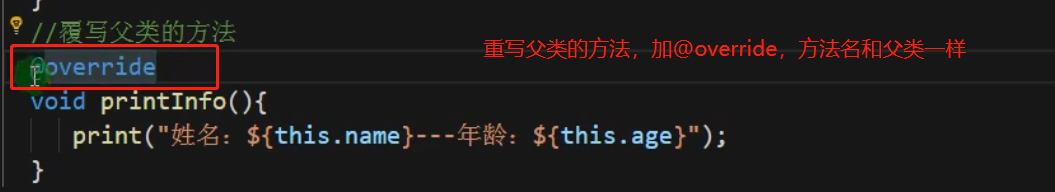 }
//覆写父类的方法
@override
重写父类的方法，加@override，方法名和父类一样
void printInfo(){
print("姓名：${this.name}---年龄：${this.age}");
}